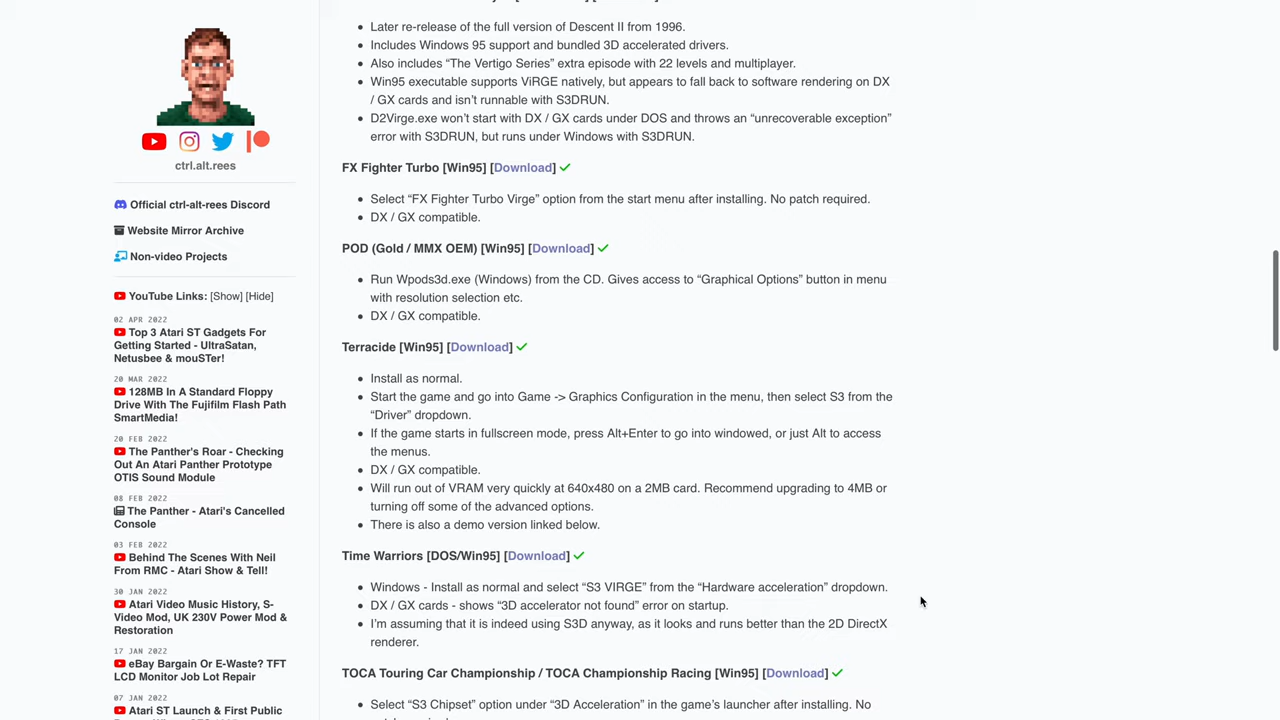 ctrl.alt.rees
Official ctrl-alt-rees Discord
Website Mirror Archive
Non-video Projects
YouTube Links: [Show] [Hide]
02 APR 2022
Top 3 Atari ST Gadgets For
Getting Started - UltraSatan,
Netusbee & mouSTer!
20 MAR 2022
128MB In A Standard Floppy
Drive With The Fujifilm Flash Path
SmartMedia!
20 FEB 2022
The Panther's Roar - Checking
Out An Atari Panther Prototype
OTIS Sound Module
08 FEB 2022
The Panther - Atari's Cancelled
Console
03 FEB 2022
Behind The Scenes With Neil
From RMC - Atari Show & Tell!
30 JAN 2022
Atari Video Music History, S-
Video Mod, UK 230V Power Mod &
Restoration
17 JAN 2022
eBay Bargain Or E-Waste? TFT
LCD Monitor Job Lot Repair
07 JAN 2022
Atari ST Launch & First Public
Later re-release of the full version of Descent II from 1996.
Includes Windows 95 support and bundled 3D accelerated drivers.
Also includes “The Vertigo Series” extra episode with 22 levels and multiplayer.
Win95 executable supports ViRGE natively, but appears to fall back to software rendering on DX
/ GX cards and isn’t runnable with S3DRUN.
D2Virge.exe won’t start with DX / GX cards under DOS and throws an “unrecoverable exception”
error with S3DRUN, but runs under Windows with S3DRUN.
FX Fighter Turbo [Win95] [Download]
Select “FX Fighter Turbo Virge” option from the start menu after installing. No patch required.
DX / GX compatible.
POD (Gold / MMX OEM) [Win95] [Download]
Run Wpods3d.exe (Windows) from the CD. Gives access to “Graphical Options” button in menu
with resolution selection etc.
DX / GX compatible.
Terracide [Win95] [Download]
Install as normal.
Start the game and go into Game -> Graphics Configuration in the menu, then select S3 from the
“Driver” dropdown.
If the game starts in fullscreen mode, press Alt+Enter to go into windowed, or just Alt to access
the menus.
DX / GX compatible.
Will run out of VRAM very quickly at 640x480 on a 2MB card. Recommend upgrading to 4MB or
turning off some of the advanced options.
There is also a demo version linked below.
Time Warriors [DOS/Win95] [Download]
Windows - Install as normal and select “S3 VIRGE” from the “Hardware acceleration” dropdown.
DX / GX cards - shows “3D accelerator not found” error on startup.
I’m assuming that it is indeed using S3D anyway, as it looks and runs better than the 2D DirectX
renderer.
TOCA Touring Car Championship / TOCA Championship Racing [Win95] [Download]
Select “S3 Chipset” option under “3D Acceleration” in the game’s launcher after installing. No